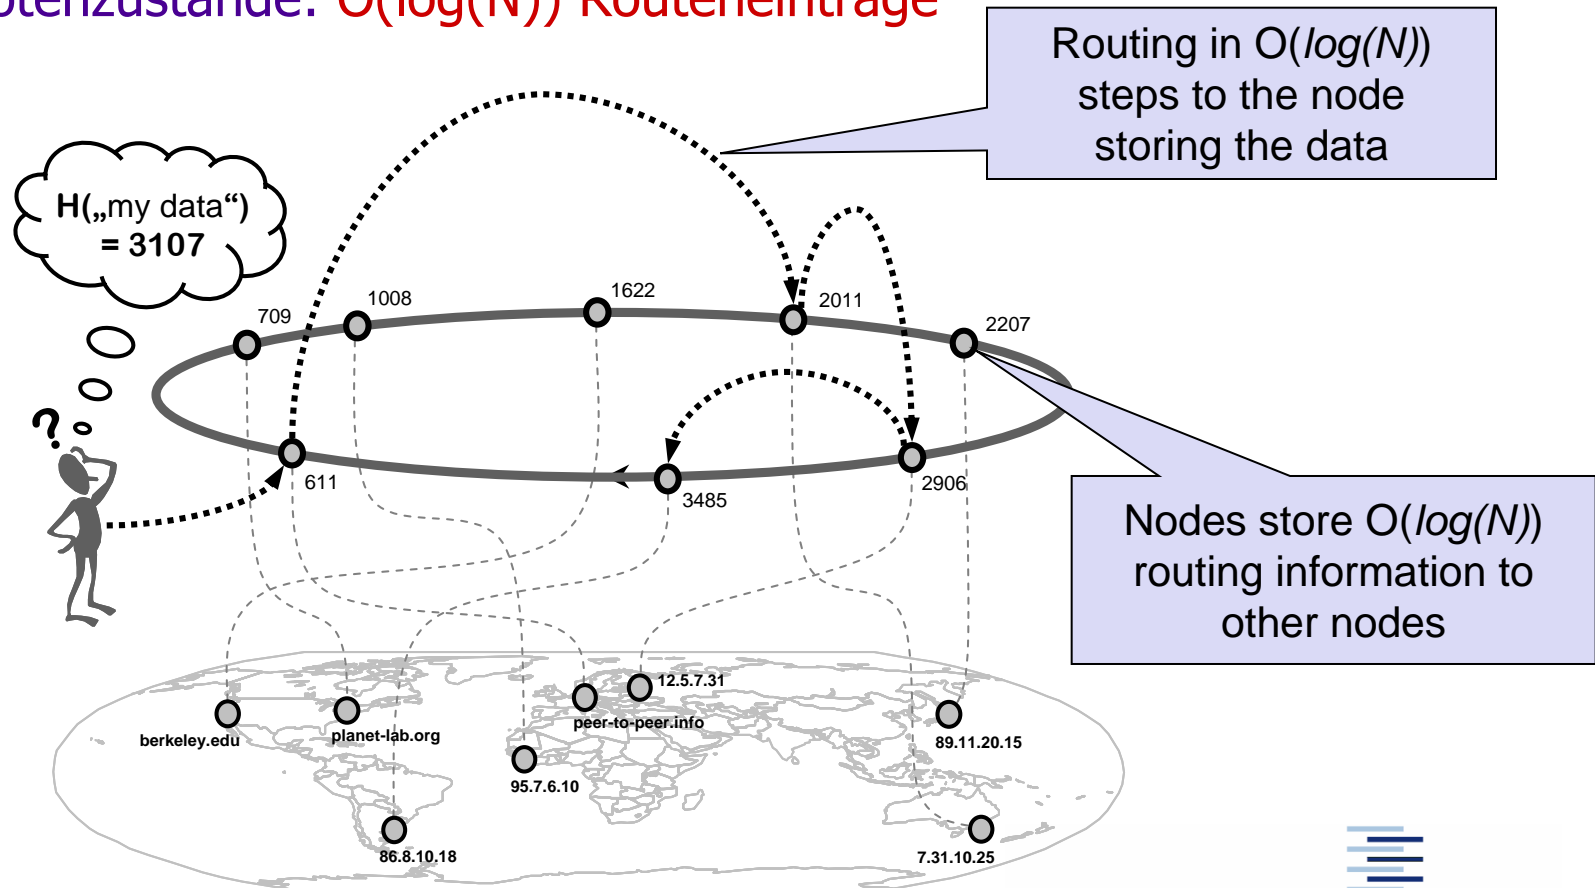 O(log(N)) Routeneinträge
Routing in O(log(N))
steps to the node
storing the data
H(„my data“)
= 3107
709
1008
1622
2011
2207
?
611
3485
2906
Nodes store O(log(N))
routing information to
other nodes
12.5.7.31
berkeley.edu
planet-lab.org
peer-to-peer.info
89.11.20.15
95.7.6.10
86.8.10.18
7.31.10.25